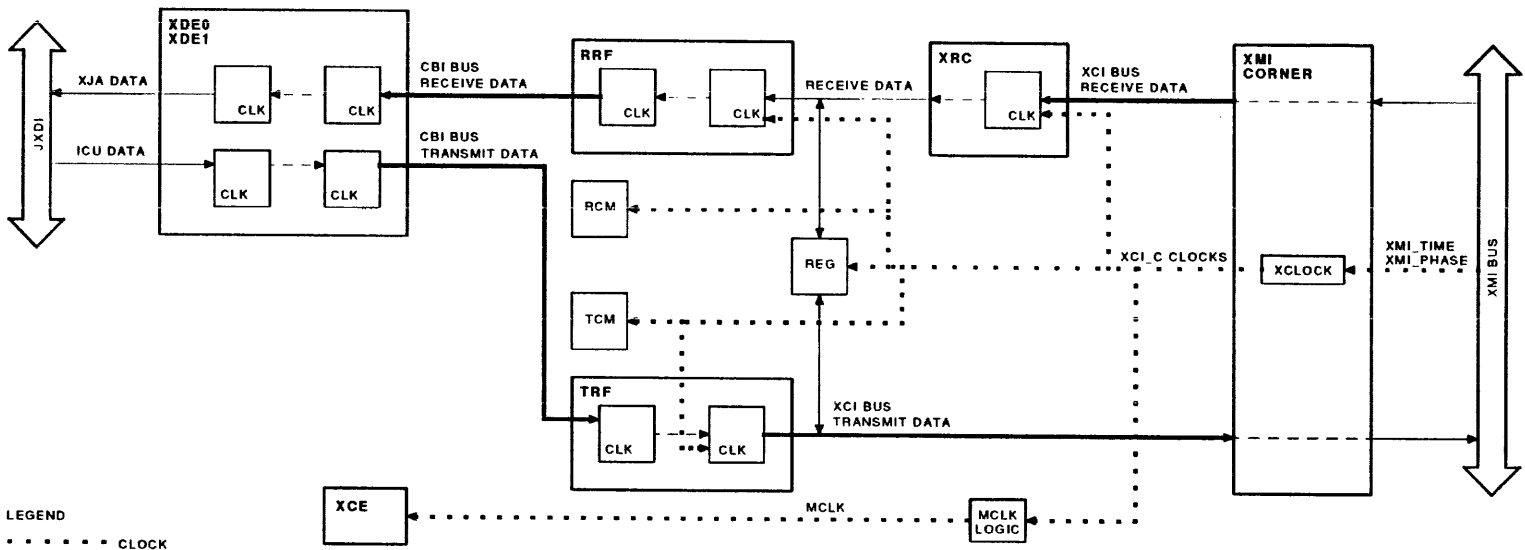 XDE0
XDE1
JXDI
XJA DATA
ICU DATA
CLK
CLK
CLK
CLK
CBI BUS
RECEIVE DATA
CBI BUS
TRANSMIT DATA
RRF
CLK
CLK
RECEIVE DATA
XRC
CLK
XCI BUS
RECEIVE DATA
XMI
CORNER
XMI BUS
RCM
REG
TCM
XCI_C CLOCKS
XCLOCK
XMI_TIME
XMI_PHASE
TRF
CLK
CLK
XCI BUS
TRANSMIT DATA
XCE
MCLK
MCLK
LOGIC
LEGEND
CLOCK